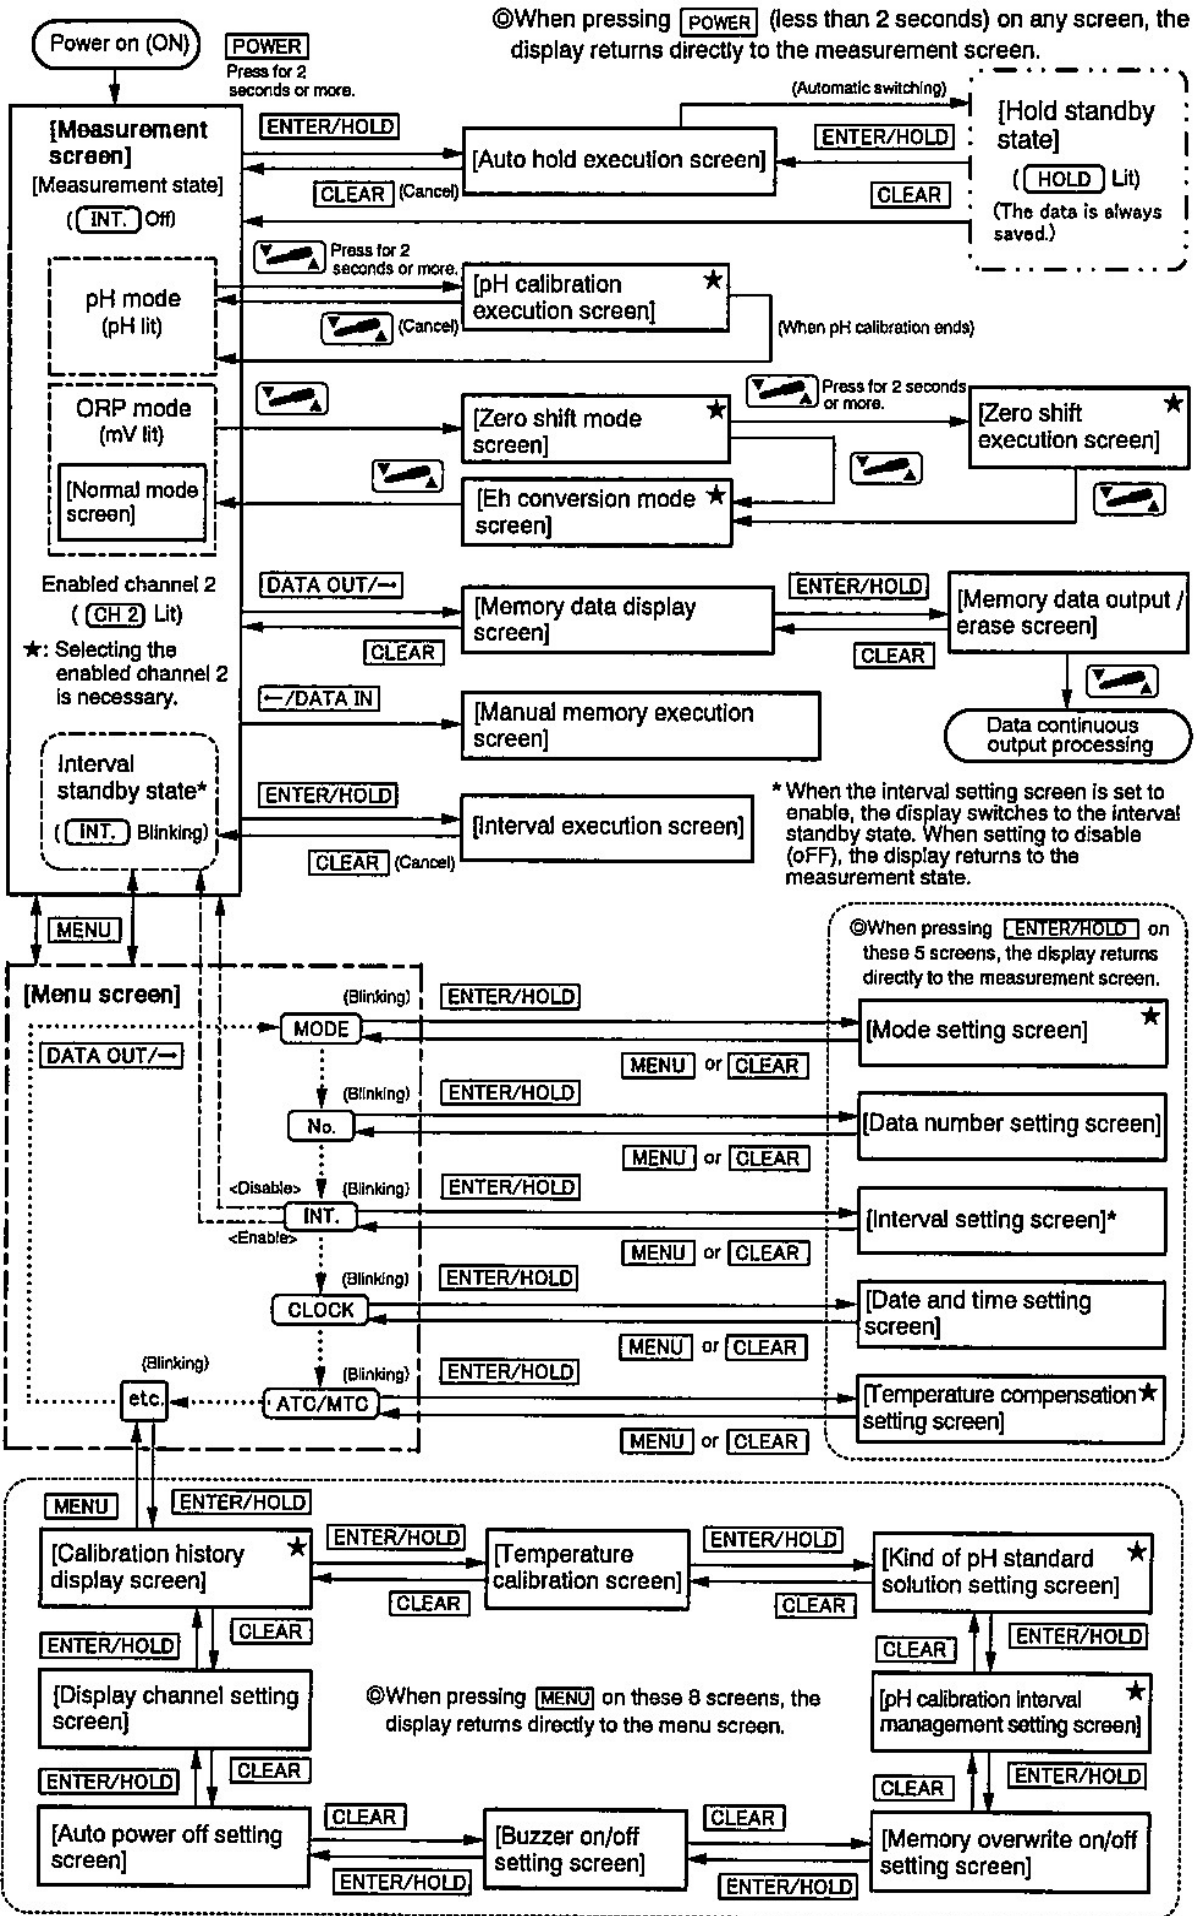 ◎When pressing POWER (less than 2 seconds) on any screen, the
display returns directly to the measurement screen.
Power on (ON)
POWER
Press for 2
seconds or more.
[Measurement
screen]
[Measurement state]
( INT. Off)
ENTER/HOLD
CLEAR (Cancel)
[Auto hold execution screen]
(Automatic switching)
ENTER/HOLD
CLEAR
[Hold standby
state]
( HOLD Lit)
(The data is always
saved.)
pH mode
(pH lit)
Press for 2
seconds or more.
(Cancel)
[pH calibration ★
execution screen]
(When pH calibration ends)
ORP mode
(mV lit)
[Normal mode
screen]
[Zero shift mode ★
screen]
Press for 2 seconds
or more.
[Zero shift ★
execution screen]
[Eh conversion mode ★
screen]
Enabled channel 2
( CH 2 Lit)
★: Selecting the
enabled channel 2
is necessary.
DATA OUT/→
CLEAR
[Memory data display
screen]
ENTER/HOLD
CLEAR
[Memory data output /
erase screen]
Data continuous
output processing
←/DATA IN
[Manual memory execution
screen]
Interval
standby state*
( INT. Blinking)
ENTER/HOLD
CLEAR (Cancel)
[Interval execution screen]
* When the interval setting screen is set to
enable, the display switches to the interval
standby state. When setting to disable
(oFF), the display returns to the
measurement state.
MENU
[Menu screen]
DATA OUT/→
◎When pressing ENTER/HOLD on
these 5 screens, the display returns
directly to the measurement screen.
(Blinking)
MODE
ENTER/HOLD
MENU or CLEAR
[Mode setting screen] ★
(Blinking)
No.
ENTER/HOLD
MENU or CLEAR
[Data number setting screen]
<Disable>
(Blinking)
INT.
<Enable>
ENTER/HOLD
MENU or CLEAR
[Interval setting screen]*
(Blinking)
CLOCK
ENTER/HOLD
MENU or CLEAR
[Date and time setting
screen]
(Blinking)
ATC/MTC
ENTER/HOLD
MENU or CLEAR
[Temperature compensation ★
setting screen]
(Blinking)
etc.
MENU
ENTER/HOLD
[Calibration history ★
display screen]
ENTER/HOLD
CLEAR
[Temperature
calibration screen]
ENTER/HOLD
CLEAR
[Kind of pH standard ★
solution setting screen]
ENTER/HOLD
CLEAR
CLEAR
ENTER/HOLD
[Display channel setting
screen]
◎When pressing MENU on these 8 screens, the
display returns directly to the menu screen.
[pH calibration interval ★
management setting screen]
ENTER/HOLD
CLEAR
CLEAR
ENTER/HOLD
[Auto power off setting
screen]
CLEAR
ENTER/HOLD
[Buzzer on/off
setting screen]
CLEAR
ENTER/HOLD
[Memory overwrite on/off
setting screen]